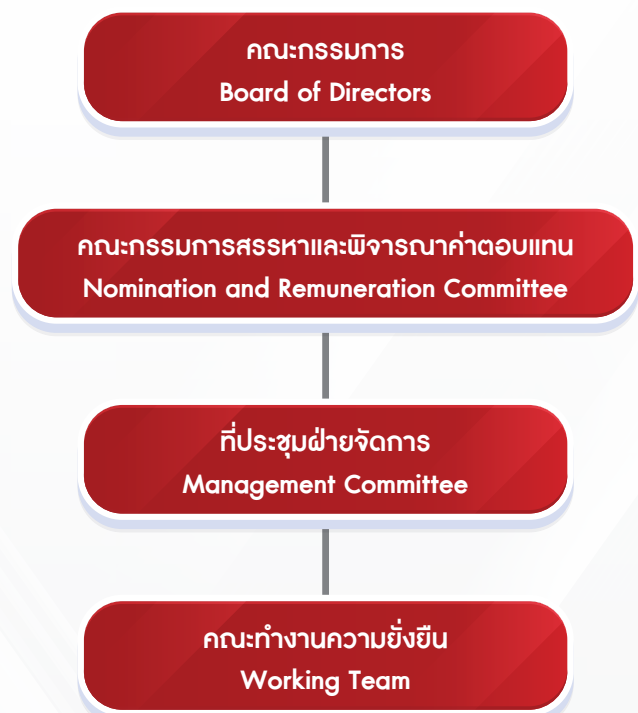 คณะกรรมการ
Board of Directors
คณะกรรมการสรรหาและพิจารณาค่าตอบแทน
Nomination and Remuneration Committee
ที่ประชุมฝ่ายจัดการ
Management Committee
คณะทำงานความยั่งยืน
Working Team